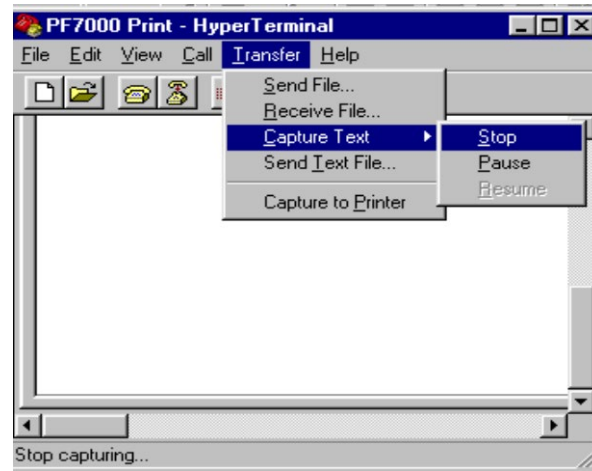 PF7000 Print - HyperTerminal
File Edit View Call Transfer Help
Send File...
Receive File...
Capture Text
Stop
Send Text File...
Pause
Resume
Capture to Printer
Stop capturing...